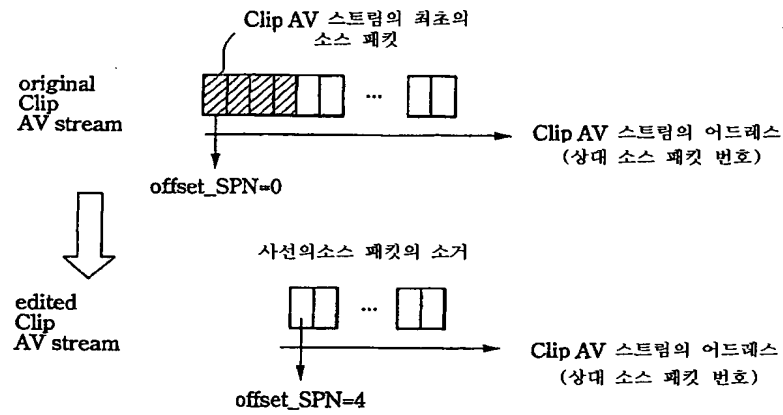 Clip AV 스트림의 최초의
소스 패킷
original
Clip
AV stream
...
Clip AV 스트림의 어드레스
(상대 소스 패킷 번호)
offset_SPN=0
사선의소스 패킷의 소거
edited
Clip
AV stream
...
Clip AV 스트림의 어드레스
(상대 소스 패킷 번호)
offset_SPN=4